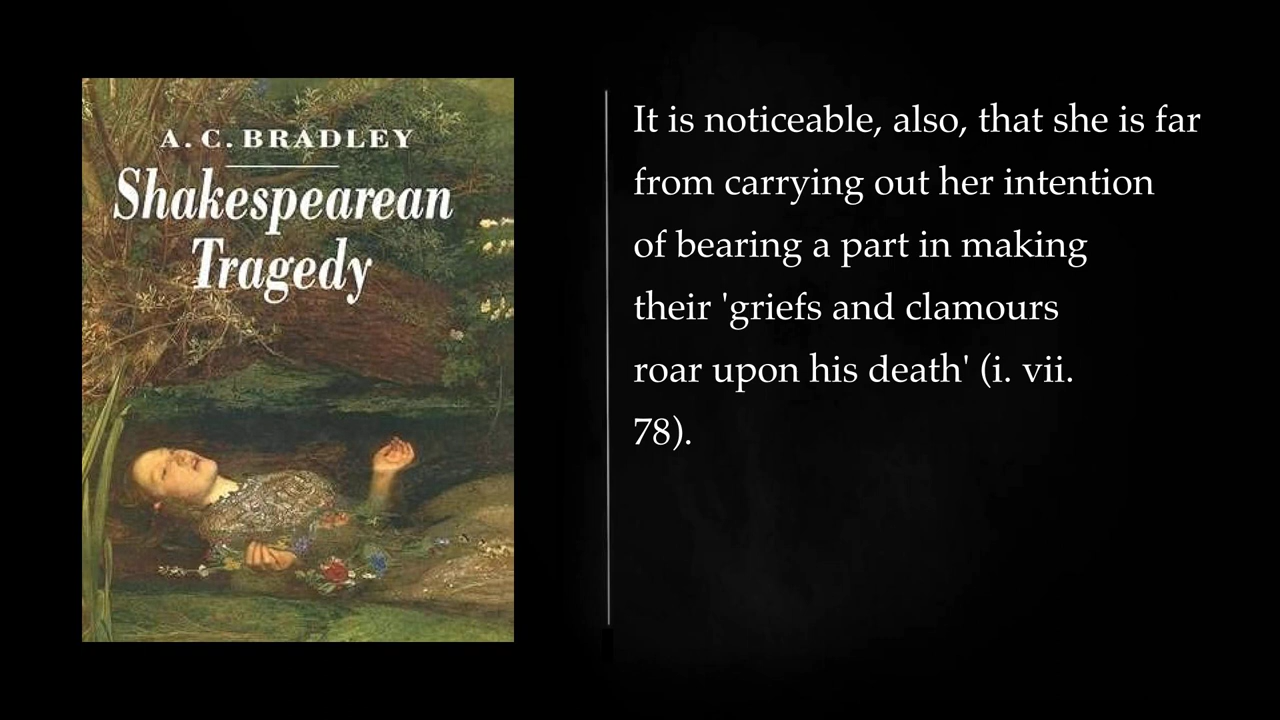 A. C. BRADLEY
Shakespearean
Tragedy
It is noticeable, also, that she is far
from carrying out her intention
of bearing a part in making
their 'griefs and clamours
roar upon his death' (i. vii.
78).